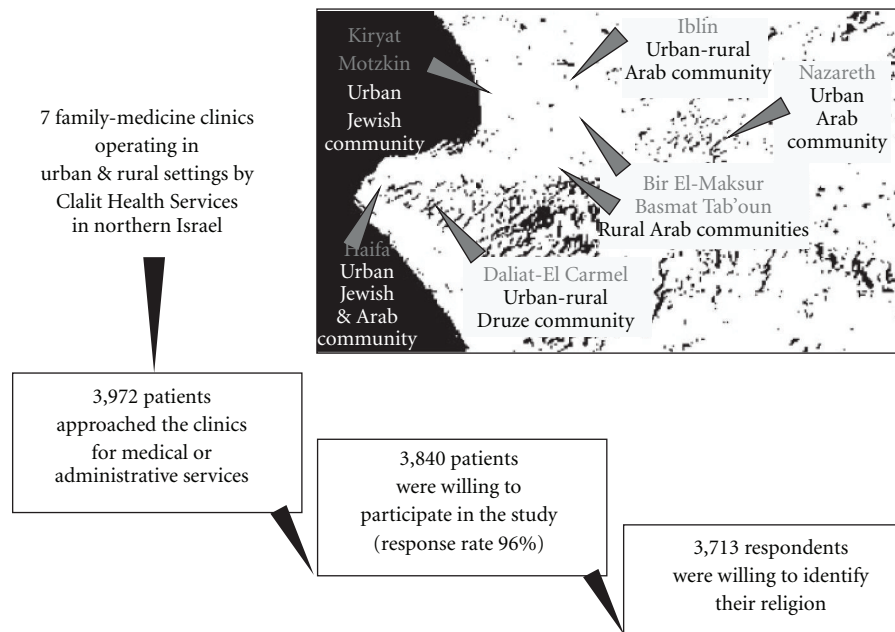 7 family-medicine clinics
operating in
urban & rural settings by
Clalit Health Services
in northern Israel
Kiryat
Motzkin
Urban
Jewish
community
Iblin
Urban-rural
Arab community
Nazareth
Urban
Arab
community
Bir El-Maksur
Basmat Tab'oun
Rural Arab communities
Haifa
Urban
Jewish
& Arab
community
Daliat-El Carmel
Urban-rural
Druze community
3,972 patients
approached the clinics
for medical or
administrative services
3,840 patients
were willing to
participate in the study
(response rate 96%)
3,713 respondents
were willing to identify
their religion